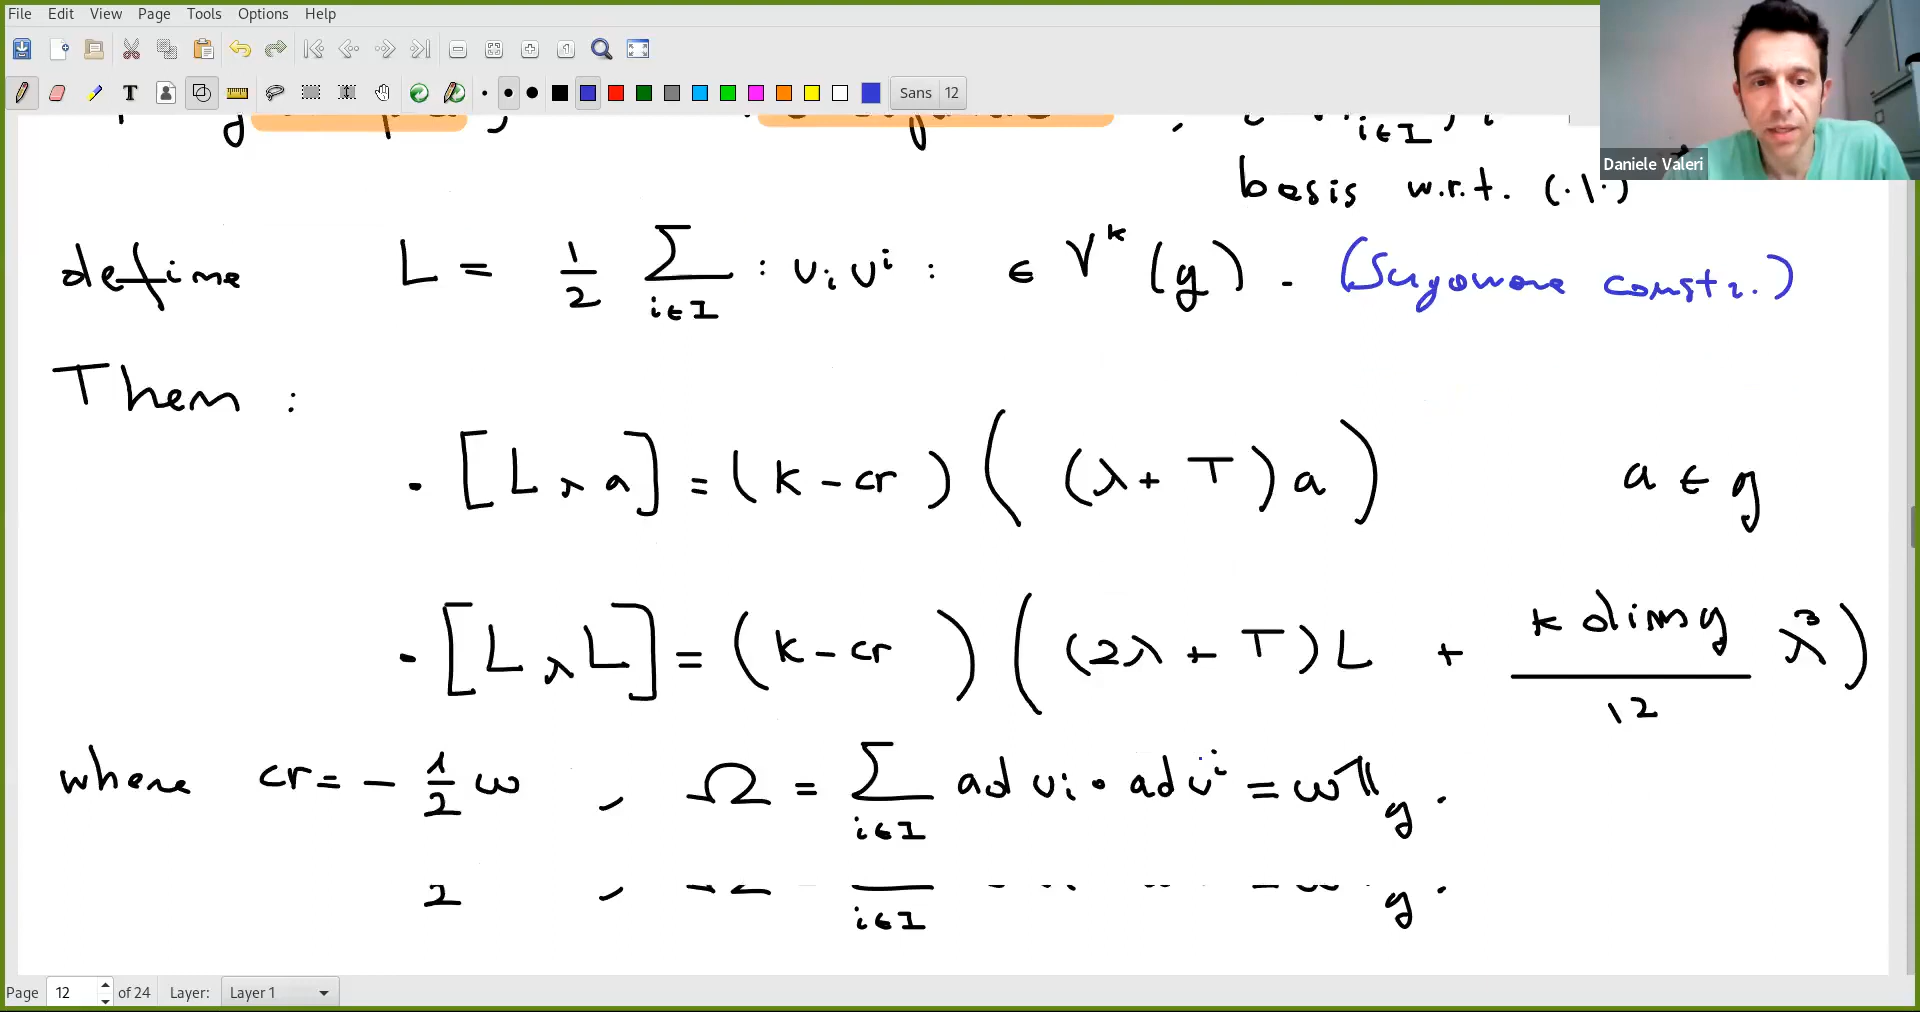 File Edit View Page Tools Options Help
Sans 12
Daniele Valeri
i∈I
basis w.r.t. (·|·)
define L = 1/2 ∑_{i∈I} : v_i v^i : ∈ V^k(g). (Sugawara constr.)
Then :
· [L_λ a] = (k - cr) ((λ + T) a) a ∈ g
· [L_λ L] = (k - cr) ((2λ + T) L + (k dim g)/12 λ^3)
where cr = - 1/2 ω , Ω = ∑_{i∈I} ad v_i ∘ ad v^i = ω 𝟙_g .
2 , i∈I g .
Page 12 of 24 Layer: Layer 1